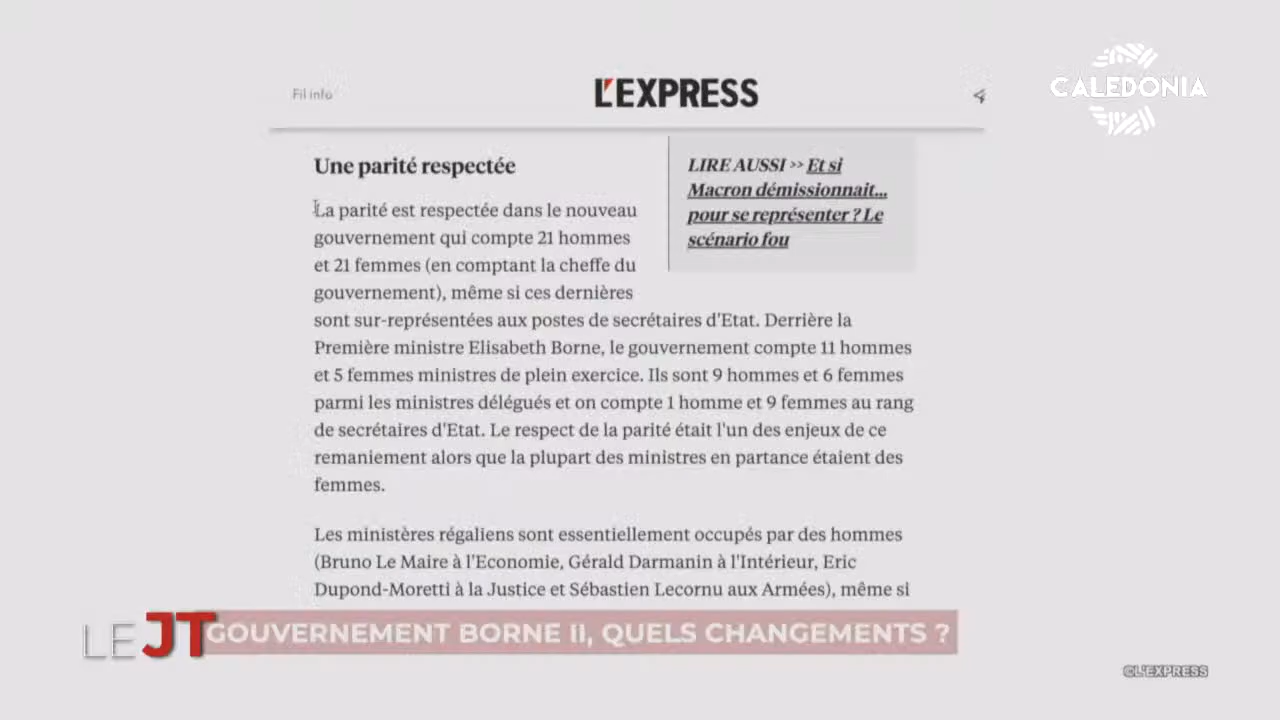 Fil info
L'EXPRESS
CALEDONIA
Une parité respectée
La parité est respectée dans le nouveau
gouvernement qui compte 21 hommes
et 21 femmes (en comptant la cheffe du
gouvernement), même si ces dernières
sont sur-représentées aux postes de secrétaires d'Etat. Derrière la
Première ministre Elisabeth Borne, le gouvernement compte 11 hommes
et 5 femmes ministres de plein exercice. Ils sont 9 hommes et 6 femmes
parmi les ministres délégués et on compte 1 homme et 9 femmes au rang
de secrétaires d'Etat. Le respect de la parité était l'un des enjeux de ce
remaniement alors que la plupart des ministres en partance étaient des
femmes.
LIRE AUSSI >> Et si
Macron démissionnait...
pour se représenter ? Le
scénario fou
Les ministères régaliens sont essentiellement occupés par des hommes
(Bruno Le Maire à l'Economie, Gérald Darmanin à l'Intérieur, Eric
Dupond-Moretti à la Justice et Sébastien Lecornu aux Armées), même si
LE JT GOUVERNEMENT BORNE II, QUELS CHANGEMENTS ?
©L'EXPRESS